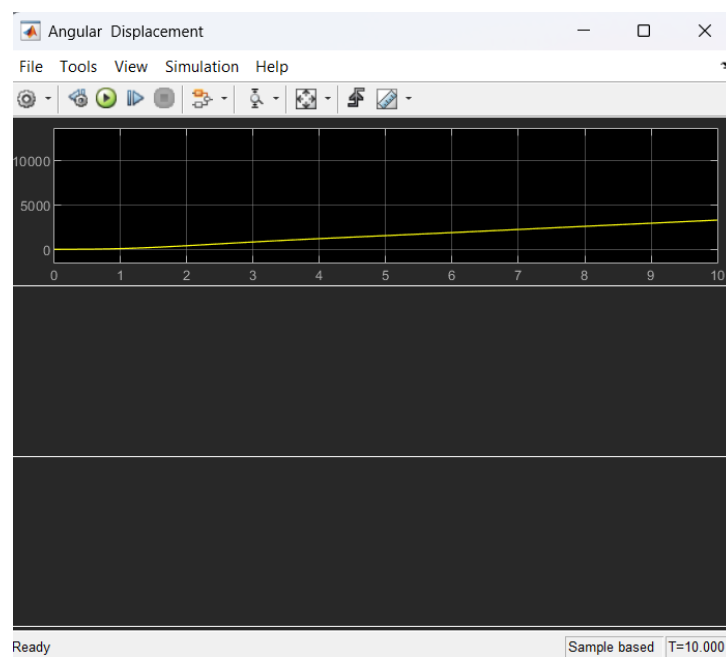 Angular Displacement
File Tools View Simulation Help
10000
5000
0
0 1 2 3 4 5 6 7 8 9 10
Ready Sample based T=10.000